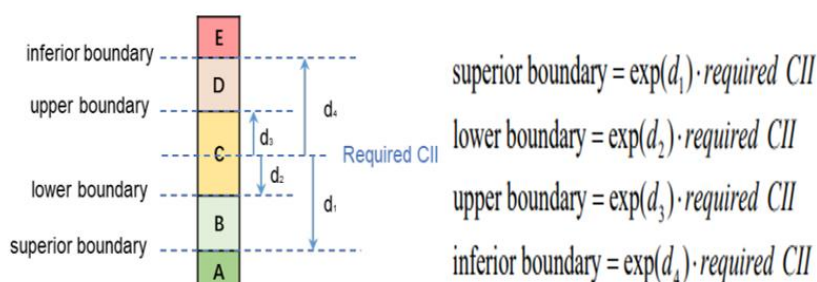 E
inferior boundary
D
upper boundary
d₄
d₃
C
Required CII
d₂
lower boundary
d₁
B
superior boundary
A
superior boundary = exp(d₁)·required CII
lower boundary = exp(d₂)·required CII
upper boundary = exp(d₃)·required CII
inferior boundary = exp(d₄)·required CII